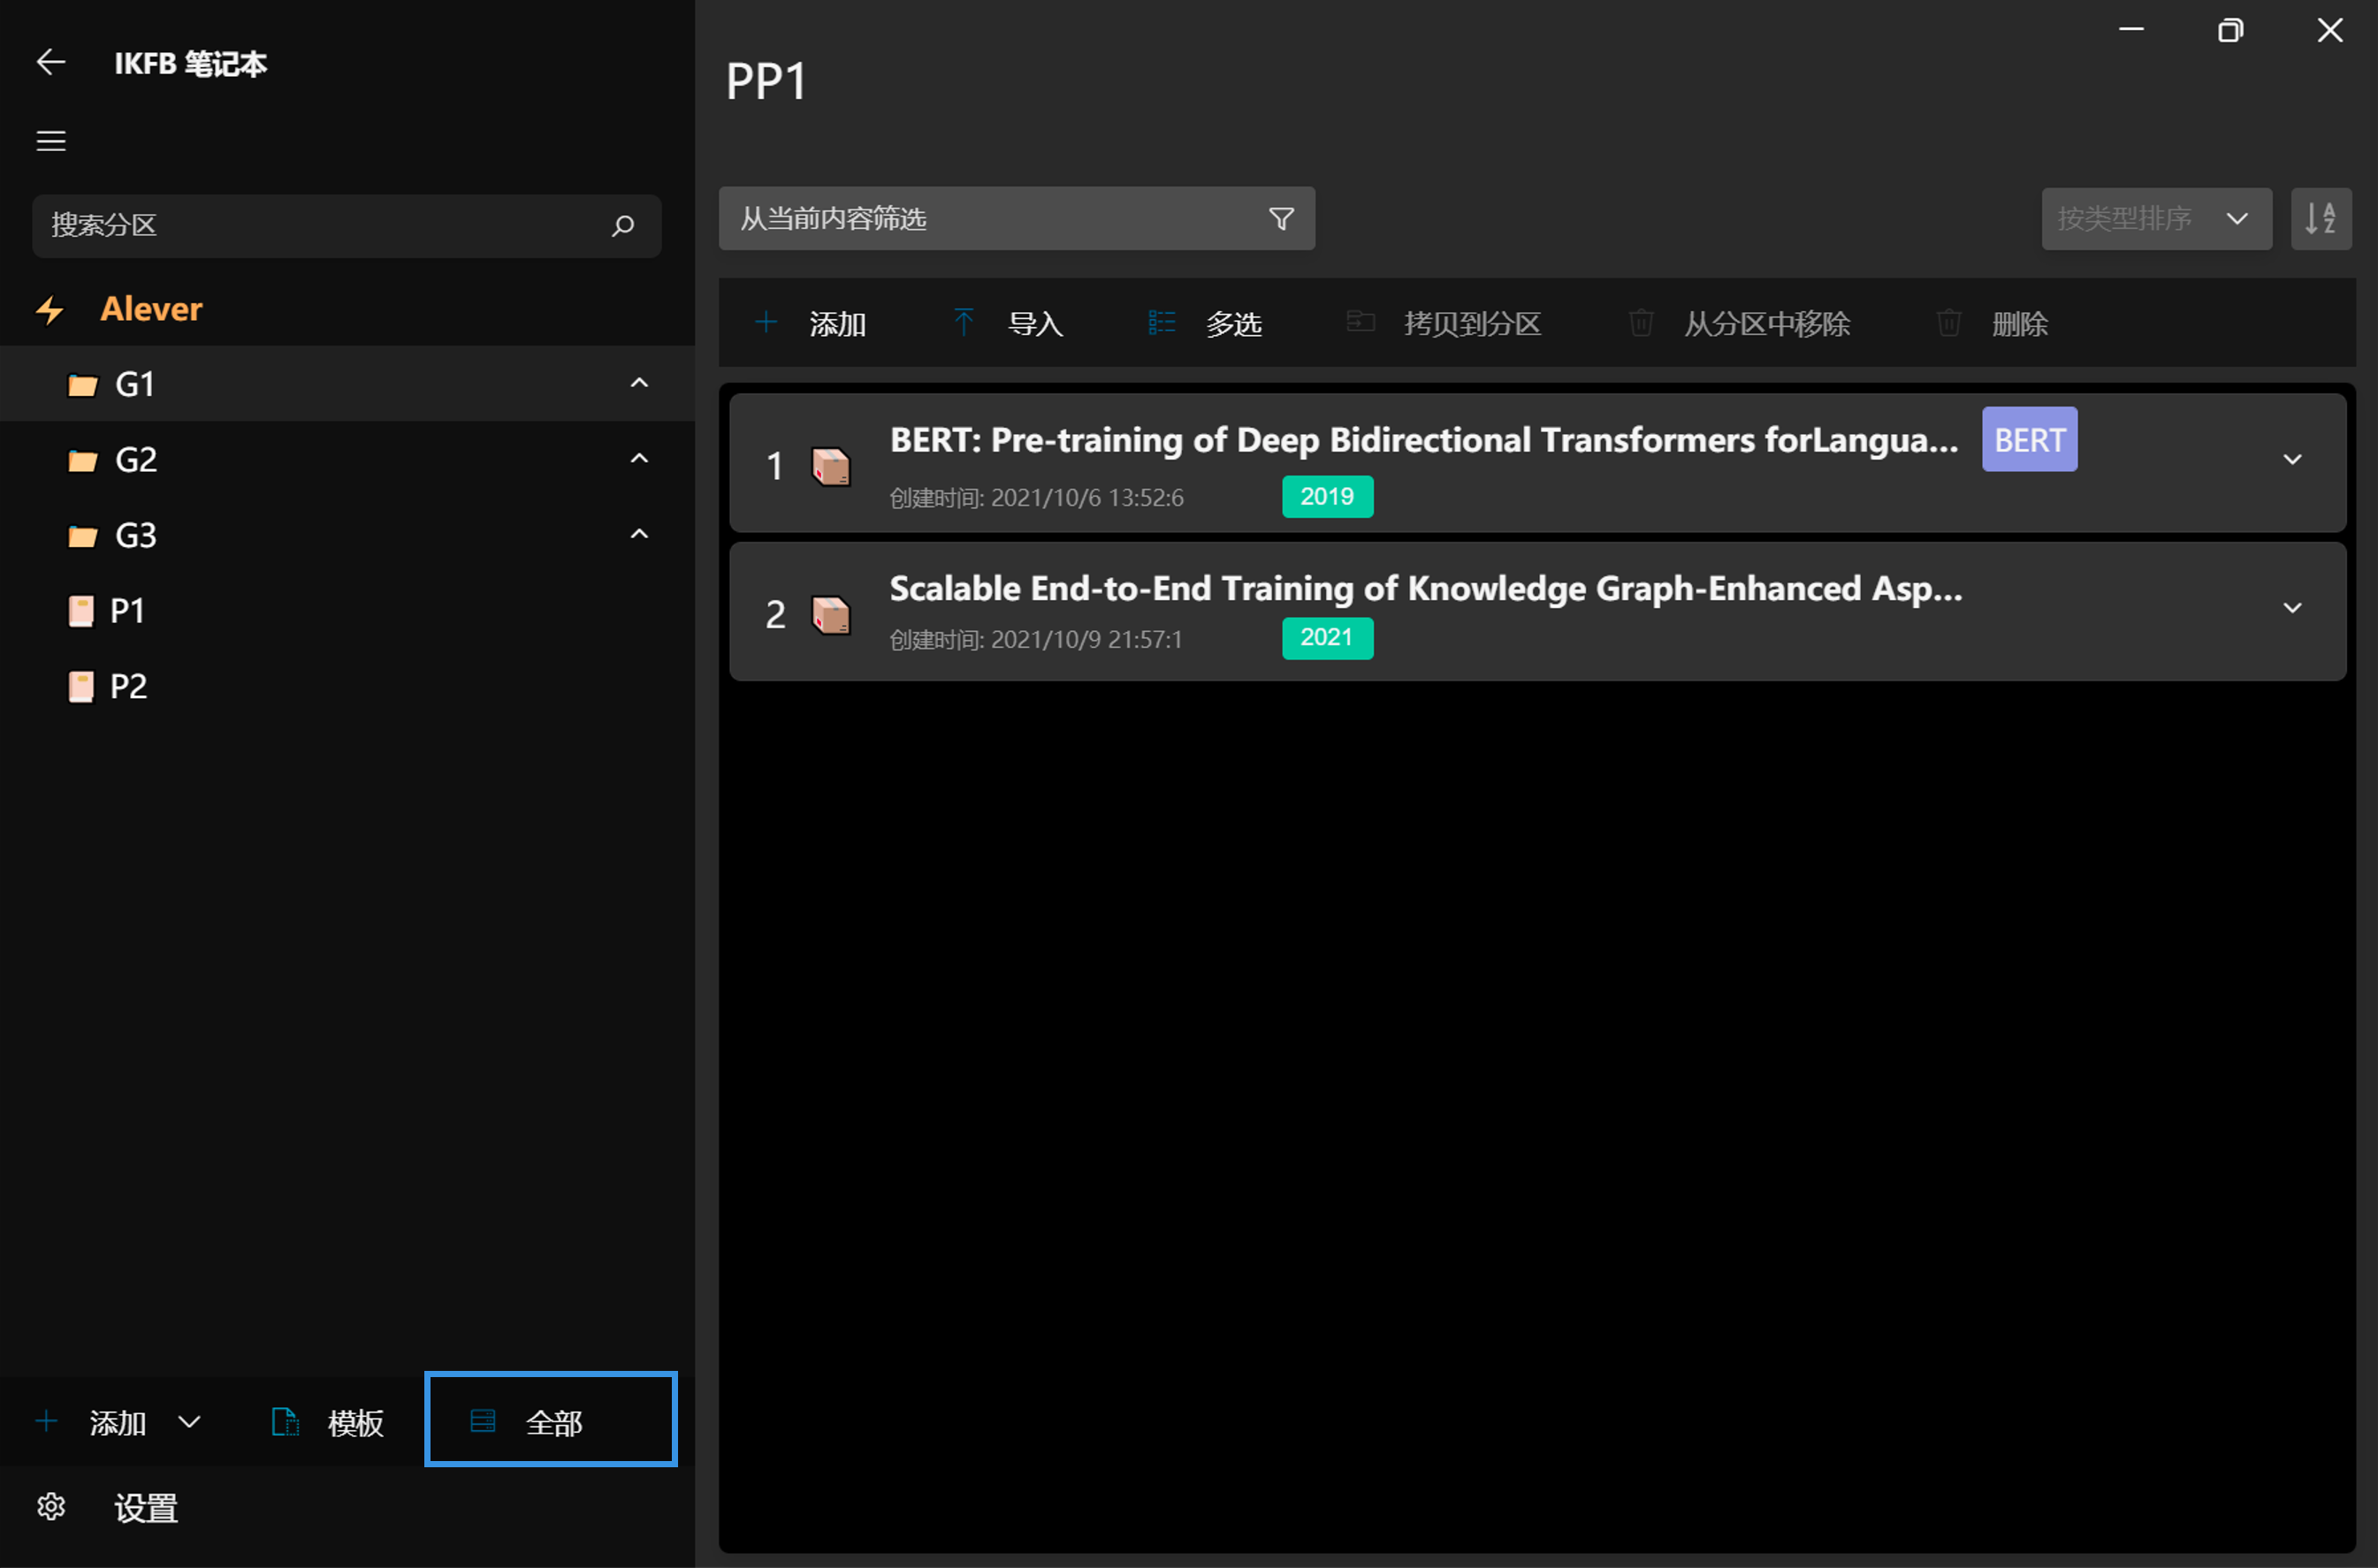 IKFB 笔记本
搜索分区
Alever
G1
G2
G3
P1
P2
添加
模板
全部
设置
PP1
从当前内容筛选
按类型排序
AZ
添加
导入
多选
拷贝到分区
从分区中移除
删除
1
BERT: Pre-training of Deep Bidirectional Transformers forLangua...
BERT
创建时间: 2021/10/6 13:52:6
2019
2
Scalable End-to-End Training of Knowledge Graph-Enhanced Asp...
创建时间: 2021/10/9 21:57:1
2021